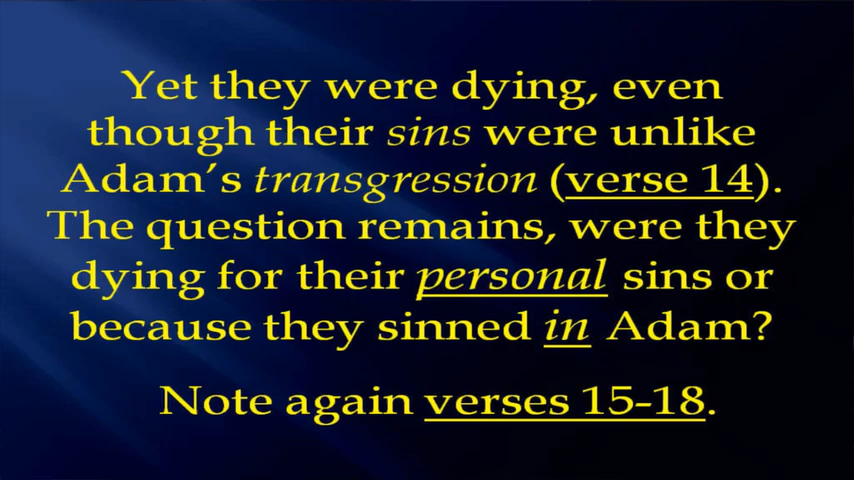 Yet they were dying, even
though their sins were unlike
Adam's transgression (verse 14).
The question remains, were they
dying for their personal sins or
because they sinned in Adam?
Note again verses 15-18.